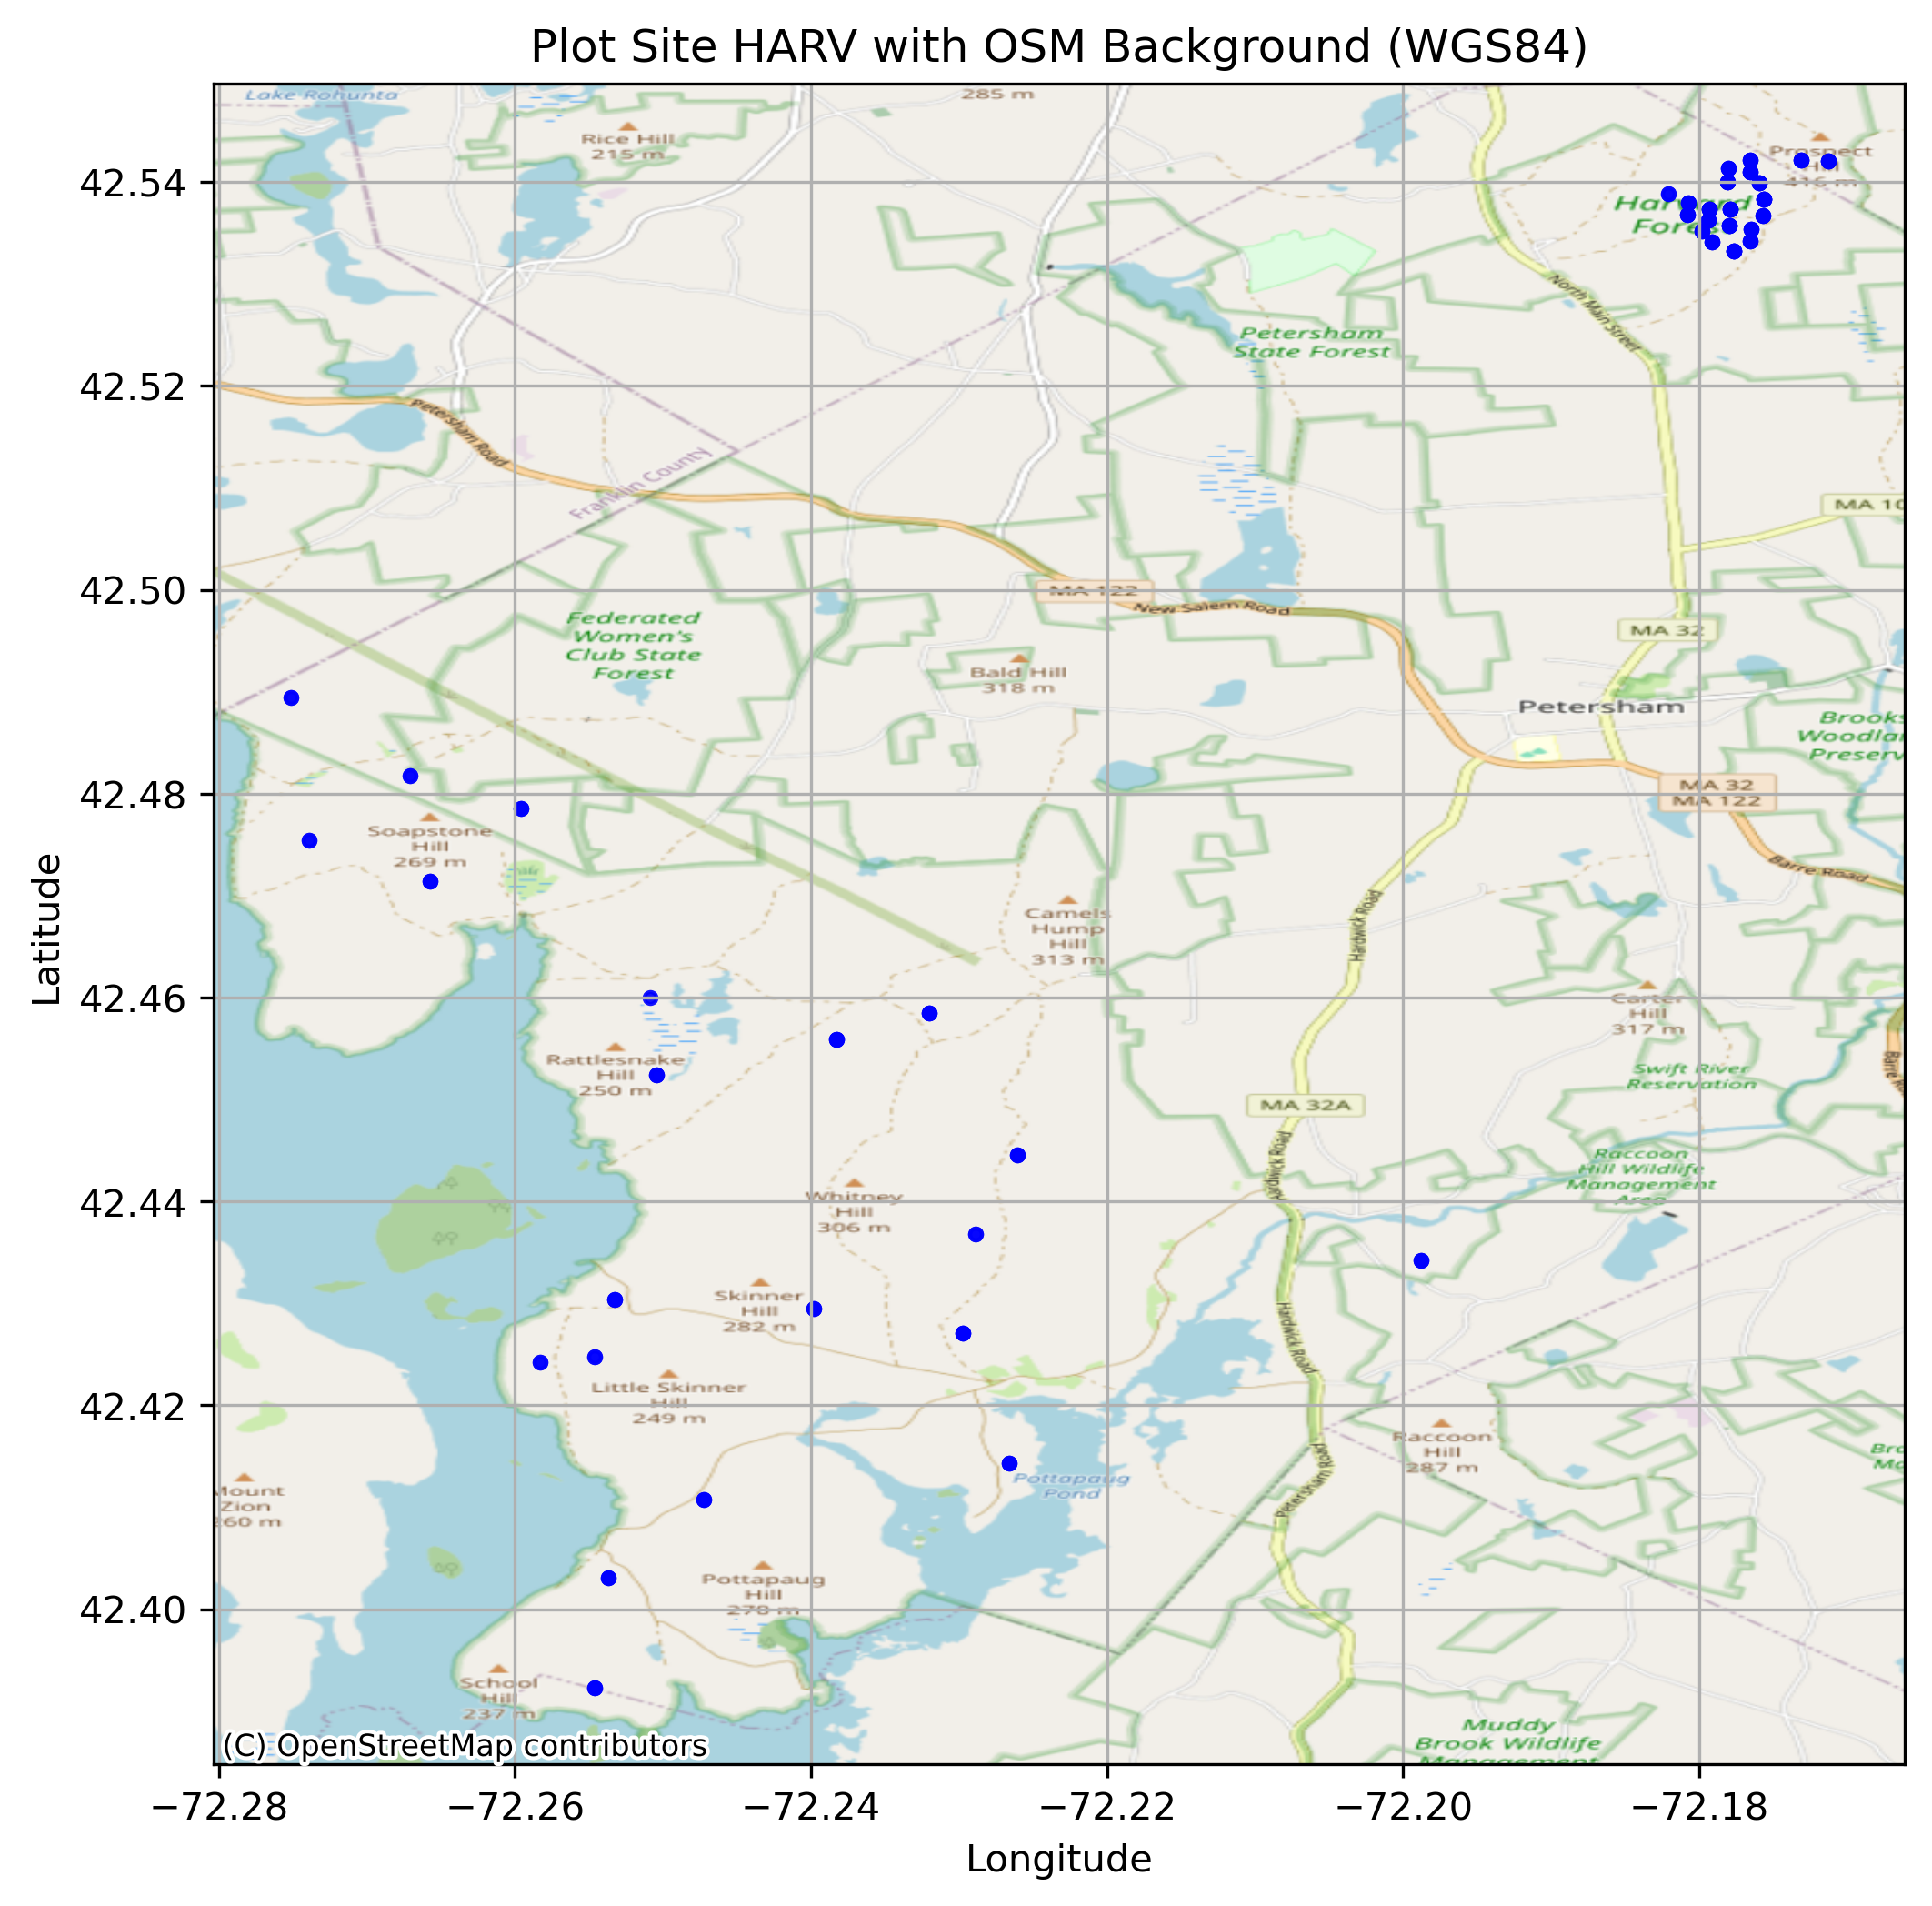 Plot Site HARV with OSM Background (WGS84)
Lake Rohunta
285 m
Rice Hill
215 m
Prospect
Hill
416 m
42.54
Harvard
Forest
North Main Street
Petersham
State Forest
42.52
Petersham Road
Franklin County
MA 10
42.50
MA 122
New Salem Road
Federated
Women's
Club State
Forest
MA 32
Bald Hill
318 m
Petersham
Brooks
Woodlan
Preserv
42.48
MA 32
MA 122
Soapstone
Hill
269 m
Barre Road
Hardwick Road
Camels
Hump
Hill
313 m
Latitude
42.46
Carter
Hill
317 m
Rattlesnake
Hill
250 m
Swift River
Reservation
Barre R
MA 32A
Hardwick Road
Raccoon
Hill Wildlife
Management
Area
42.44
Whitney
Hill
306 m
Skinner
Hill
282 m
Hardwick Road
Little Skinner
Hill
249 m
42.42
Raccoon
Hill
287 m
Bro
Mo
Petersham Road
Pottapaug
Pond
Mount
Zion
260 m
Pottapaug
Hill
270 m
42.40
School
Hill
237 m
Muddy
Brook Wildlife
Management
(C) OpenStreetMap contributors
−72.28
−72.26
−72.24
−72.22
−72.20
−72.18
Longitude